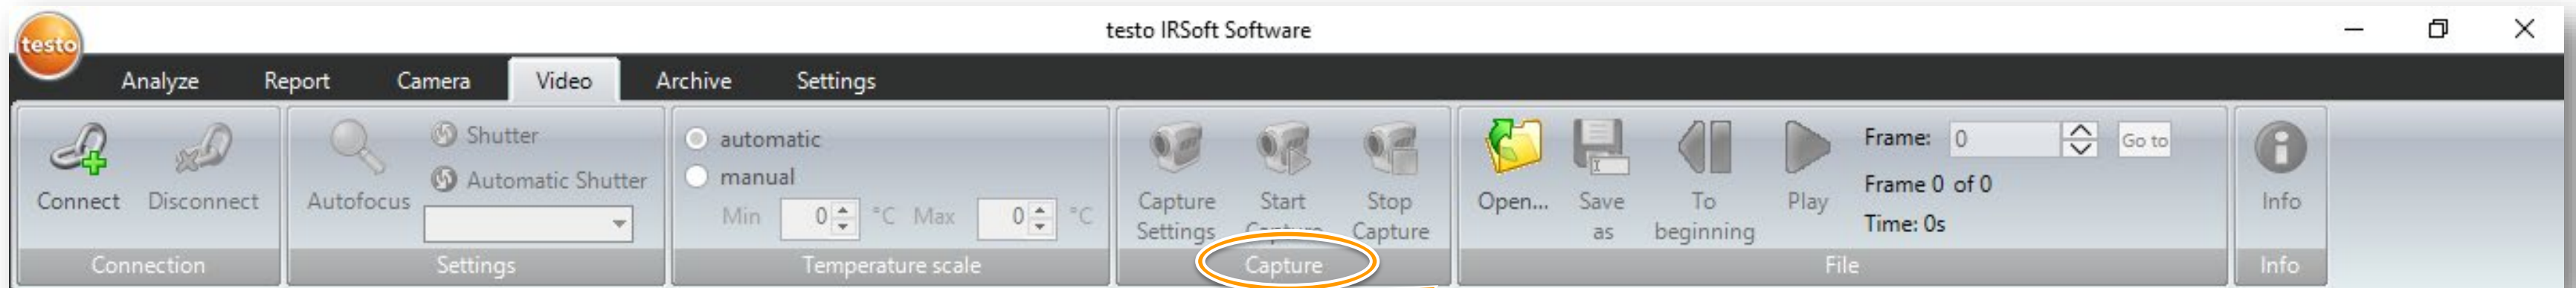 testo IRSoft Software
testo
Analyze Report Camera Video Archive Settings
Connect Disconnect
Connection
Autofocus
Shutter
Automatic Shutter
Settings
automatic
manual
Min 0 °C Max 0 °C
Temperature scale
Capture Settings
Start Capture
Stop Capture
Capture
Open...
Save as
To beginning
Play
Frame: 0 Go to
Frame 0 of 0
Time: 0s
File
Info
Info